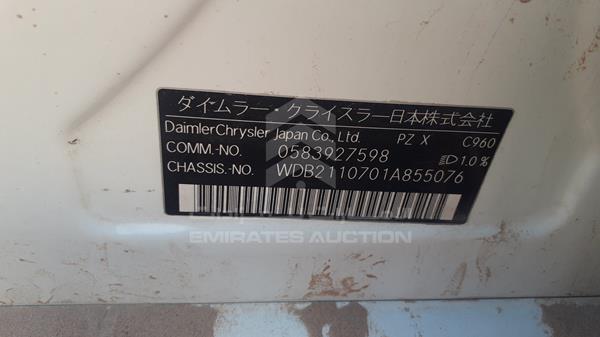 ダイムラー・クライスラー日本株式会社
DaimlerChrysler Japan Co., Ltd. PZ X C960
COMM.-NO. 0583927598 1.0%
CHASSIS.-NO. WDB2110701A855076
EMIRATES AUCTION